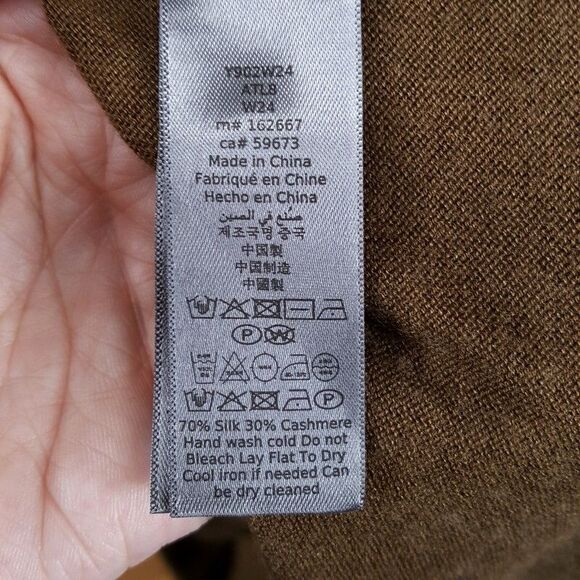 Y902W24
ATL8
W24
rn# 162667
ca# 59673
Made in China
Fabriqué en Chine
Hecho en China
صنع في الصين
제조국명 중국
中国製
中国制造
中國製
P W
P
70% Silk 30% Cashmere
Hand wash cold Do not
Bleach Lay Flat To Dry
Cool iron if needed Can
be dry cleaned